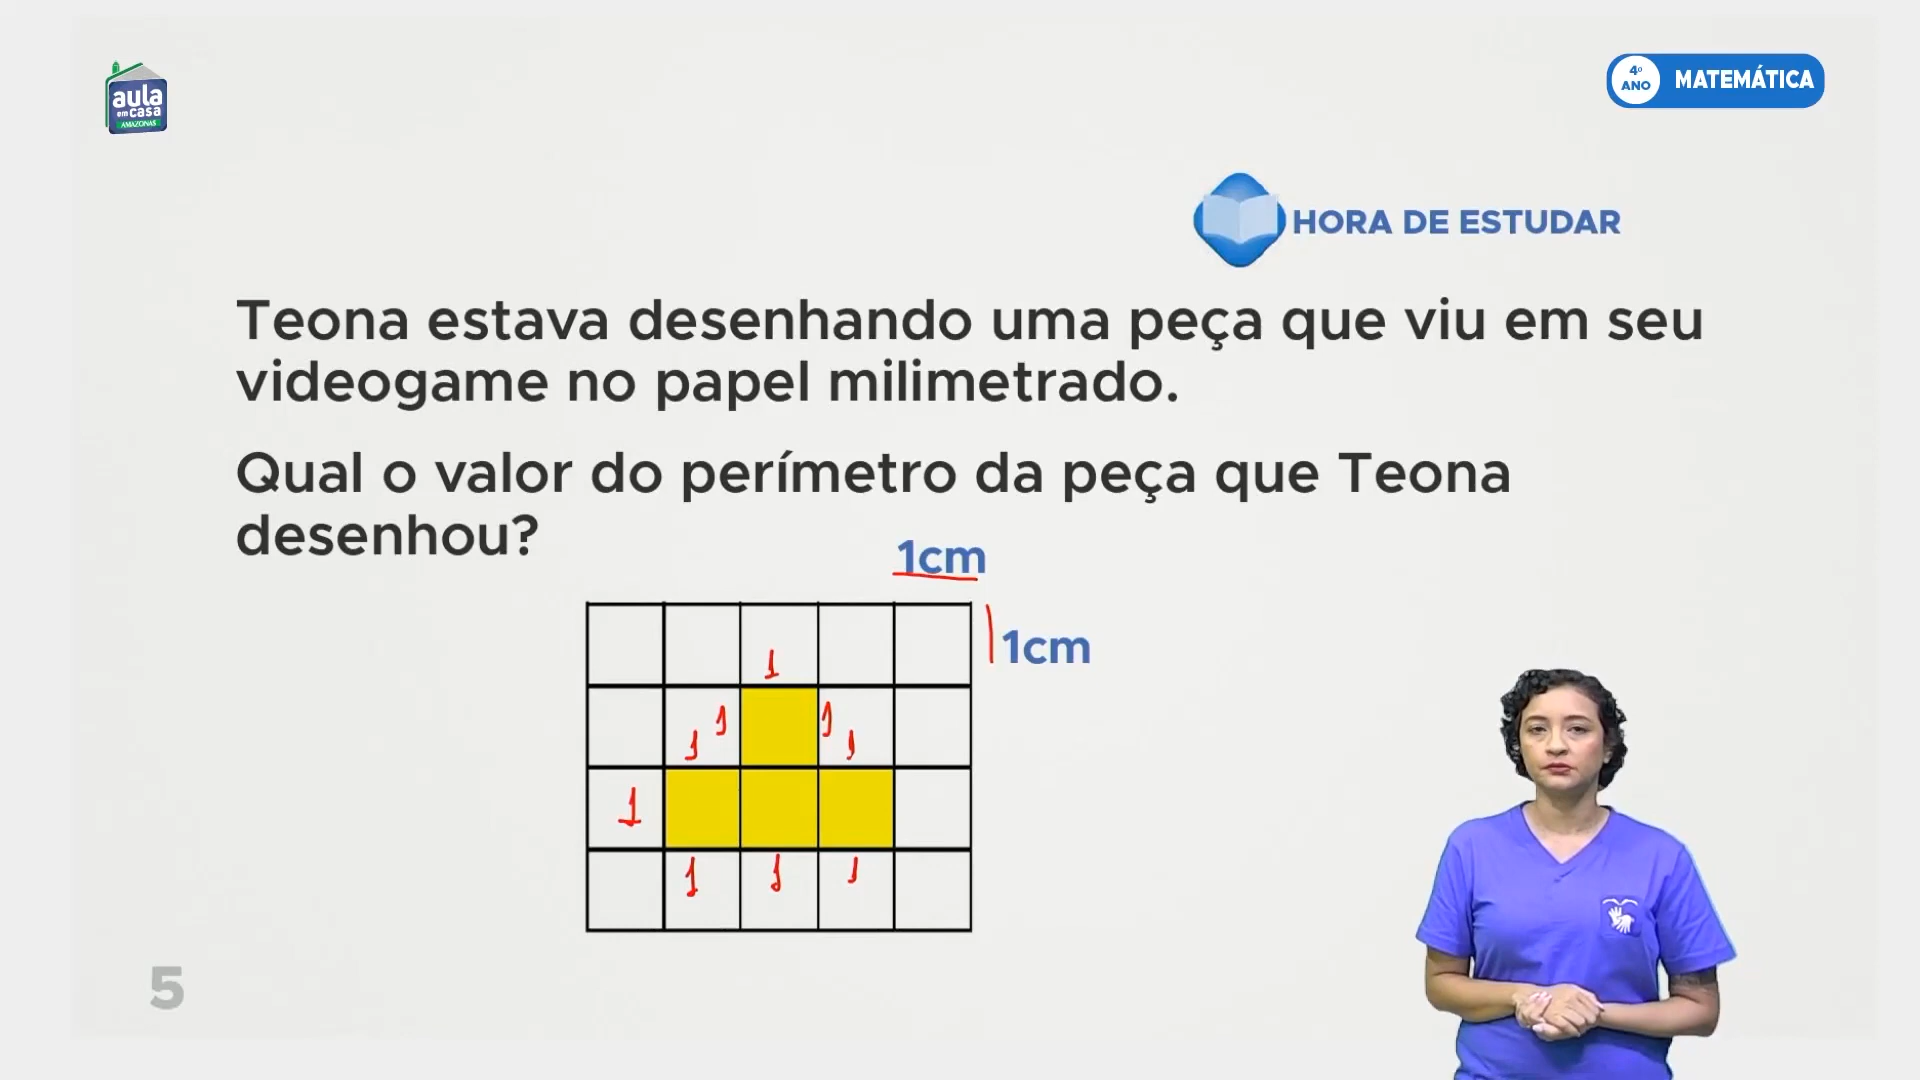 aula
em casa
AMAZONAS
4º
ANO
MATEMÁTICA
HORA DE ESTUDAR
Teona estava desenhando uma peça que viu em seu
videogame no papel milimetrado.
Qual o valor do perímetro da peça que Teona
desenhou?
1cm
1cm
1
1 1
1 1
1
1 1 1
5